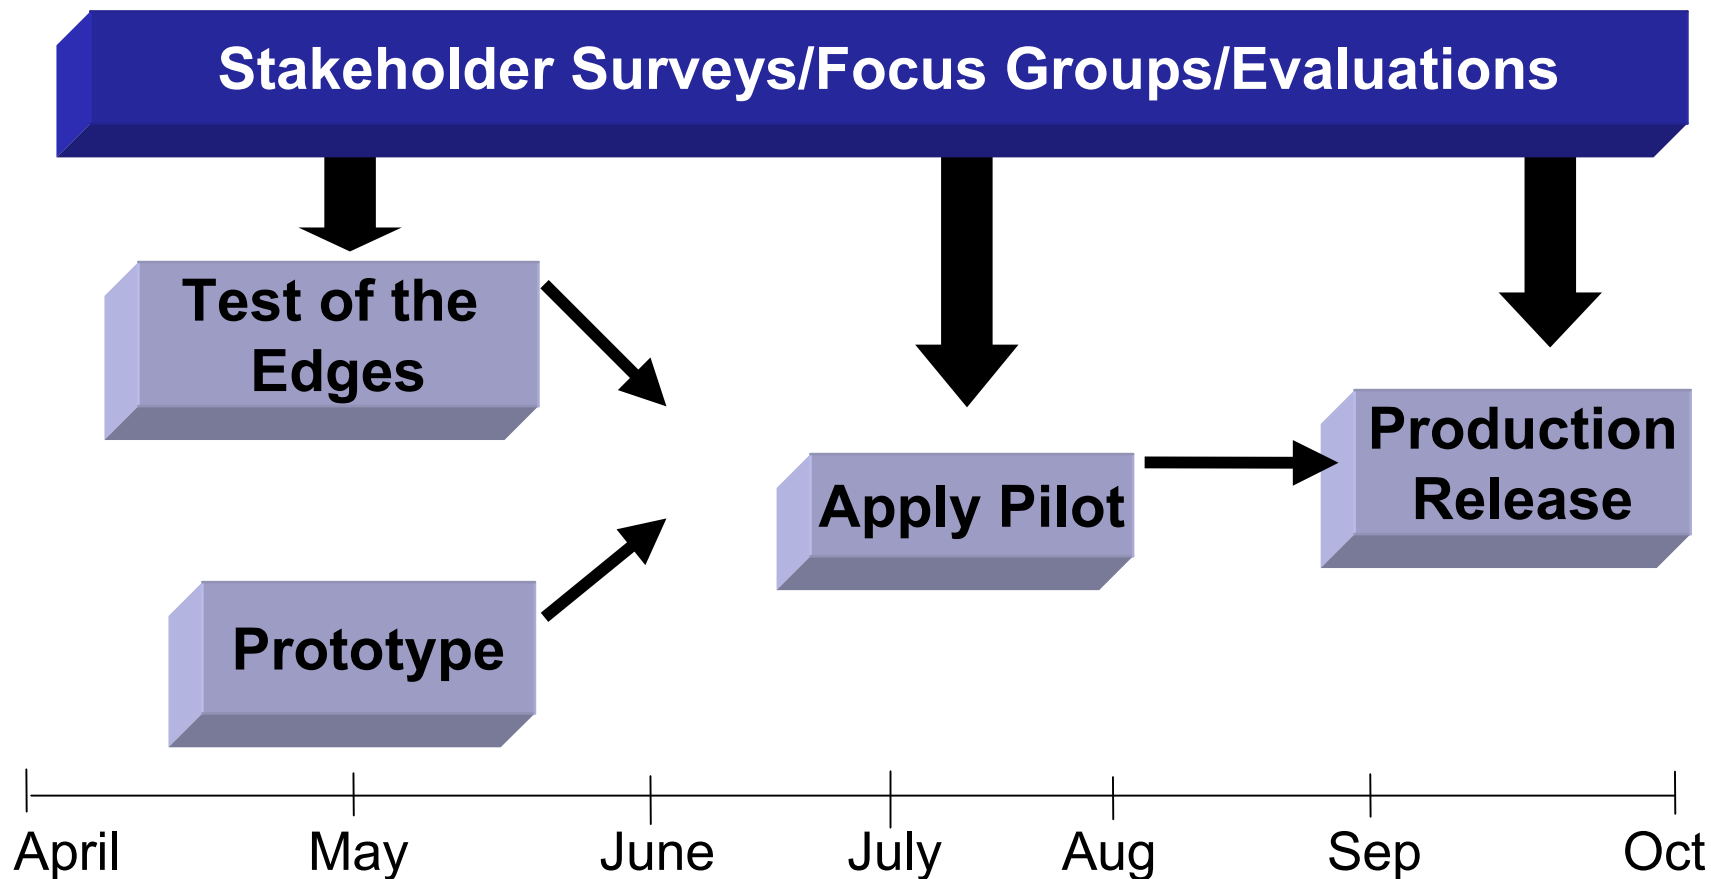 Stakeholder Surveys/Focus Groups/Evaluations
Test of the
Edges
Apply Pilot
Production
Release
Prototype
April
May
June
July
Aug
Sep
Oct